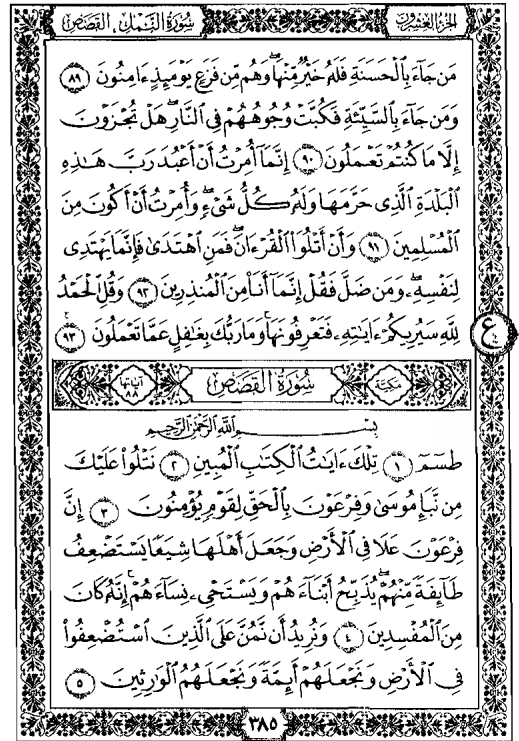 الجزء العشرون
سورة النمل ، القصص
مَن جَآءَ بِٱلۡحَسَنَةِ فَلَهُۥ خَيۡرٞ مِّنۡهَاۖ وَهُم مِّن فَزَعٖ يَوۡمَئِذٍ ءَامِنُونَ ٨٩
وَمَن جَآءَ بِٱلسَّيِّئَةِ فَكُبَّتۡ وُجُوهُهُمۡ فِي ٱلنَّارِ هَلۡ تُجۡزَوۡنَ
إِلَّا مَا كُنتُمۡ تَعۡمَلُونَ ٩٠ إِنَّمَآ أُمِرۡتُ أَنۡ أَعۡبُدَ رَبَّ هَٰذِهِ
ٱلۡبَلۡدَةِ ٱلَّذِي حَرَّمَهَا وَلَهُۥ كُلُّ شَيۡءٖۖ وَأُمِرۡتُ أَنۡ أَكُونَ مِنَ
ٱلۡمُسۡلِمِينَ ٩١ وَأَنۡ أَتۡلُوَاْ ٱلۡقُرۡءَانَۖ فَمَنِ ٱهۡتَدَىٰ فَإِنَّمَا يَهۡتَدِي
لِنَفۡسِهِۦۖ وَمَن ضَلَّ فَقُلۡ إِنَّمَآ أَنَا۠ مِنَ ٱلۡمُنذِرِينَ ٩٢ وَقُلِ ٱلۡحَمۡدُ
لِلَّهِ سَيُرِيكُمۡ ءَايَٰتِهِۦ فَتَعۡرِفُونَهَاۚ وَمَا رَبُّكَ بِغَٰفِلٍ عَمَّا تَعۡمَلُونَ ٩٣
ع
مكية
سُورَةُ القَصَصِ
آياتها ٨٨
بِسۡمِ ٱللَّهِ ٱلرَّحۡمَٰنِ ٱلرَّحِيمِ
طسٓمٓ ١ تِلۡكَ ءَايَٰتُ ٱلۡكِتَٰبِ ٱلۡمُبِينِ ٢ نَتۡلُواْ عَلَيۡكَ
مِن نَّبَإِ مُوسَىٰ وَفِرۡعَوۡنَ بِٱلۡحَقِّ لِقَوۡمٖ يُؤۡمِنُونَ ٣ إِنَّ
فِرۡعَوۡنَ عَلَا فِي ٱلۡأَرۡضِ وَجَعَلَ أَهۡلَهَا شِيَعٗا يَسۡتَضۡعِفُ
طَآئِفَةٗ مِّنۡهُمۡ يُذَبِّحُ أَبۡنَآءَهُمۡ وَيَسۡتَحۡيِۦ نِسَآءَهُمۡۚ إِنَّهُۥ كَانَ
مِنَ ٱلۡمُفۡسِدِينَ ٤ وَنُرِيدُ أَن نَّمُنَّ عَلَى ٱلَّذِينَ ٱسۡتُضۡعِفُواْ
فِي ٱلۡأَرۡضِ وَنَجۡعَلَهُمۡ أَئِمَّةٗ وَنَجۡعَلَهُمُ ٱلۡوَٰرِثِينَ ٥
٣٨٥